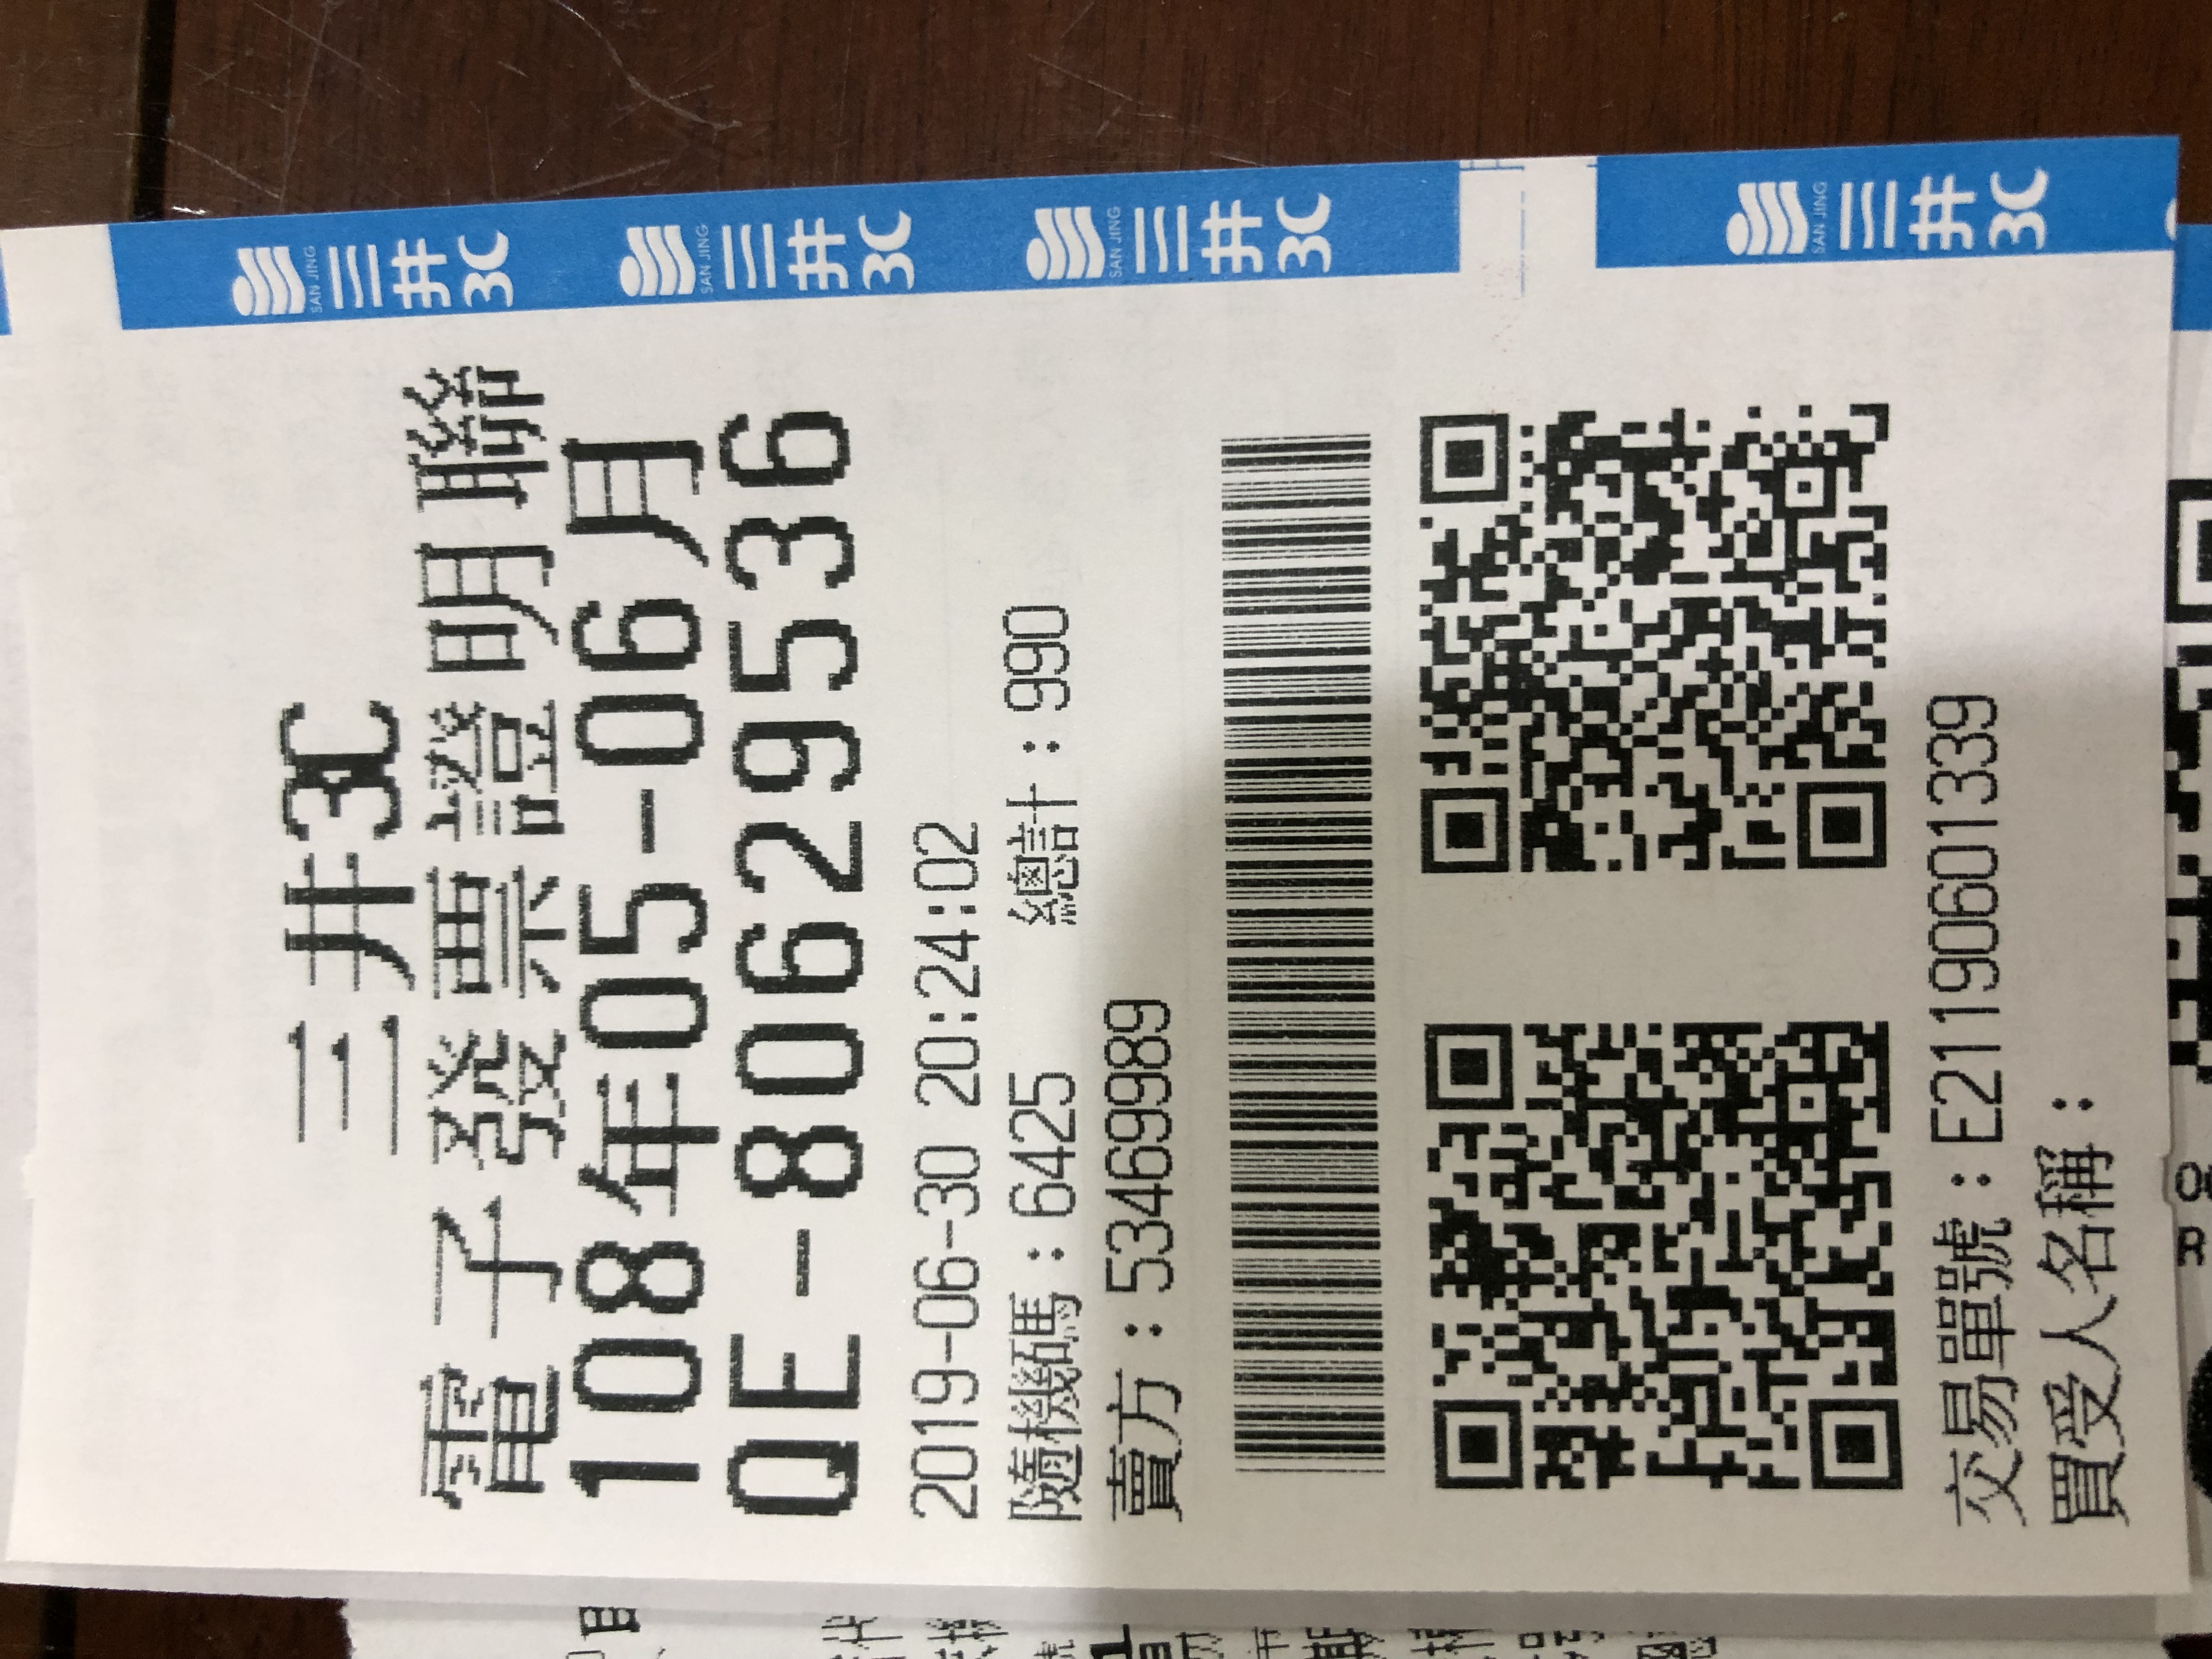 三井3C
電子發票證明聯
108年05-06月
QE-80629536
2019-06-30 20:24:02
隨機碼：6425 總計：990
賣方：53469989
交易單號：E21190601339
買受人名稱：
SAN JING
三井
3C
SAN JING
三井
3C
SAN JING
三井
3C
SAN JING
三井
3C